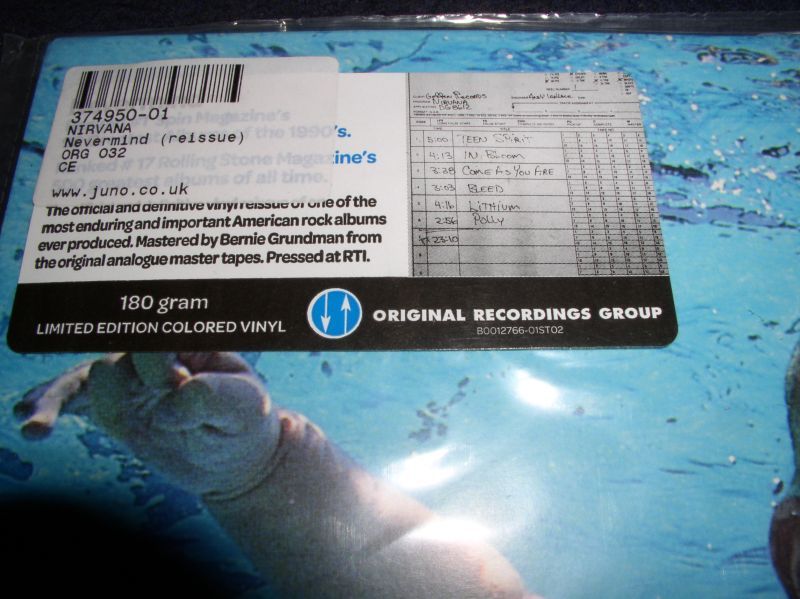 374950-01
NIRVANA
Nevermind (reissue)
ORG 032
CE
www.juno.co.uk
Magazine's
of the 1990's.
#17 Rolling Stone Magazine's
albums of all time.
The official and definitive vinyl reissue of one of the
most enduring and important American rock albums
ever produced. Mastered by Bernie Grundman from
the original analogue master tapes. Pressed at RTI.
Geffen Records
NIRVANA
TITLE
5:00 TEEN SPIRIT
4:13 IN BLOOM
3:38 COME AS YOU ARE
3:03 BLEED
4:16 LITHIUM
2:56 POLLY
23:10
180 gram
LIMITED EDITION COLORED VINYL
ORIGINAL RECORDINGS GROUP
B0012766-01ST02